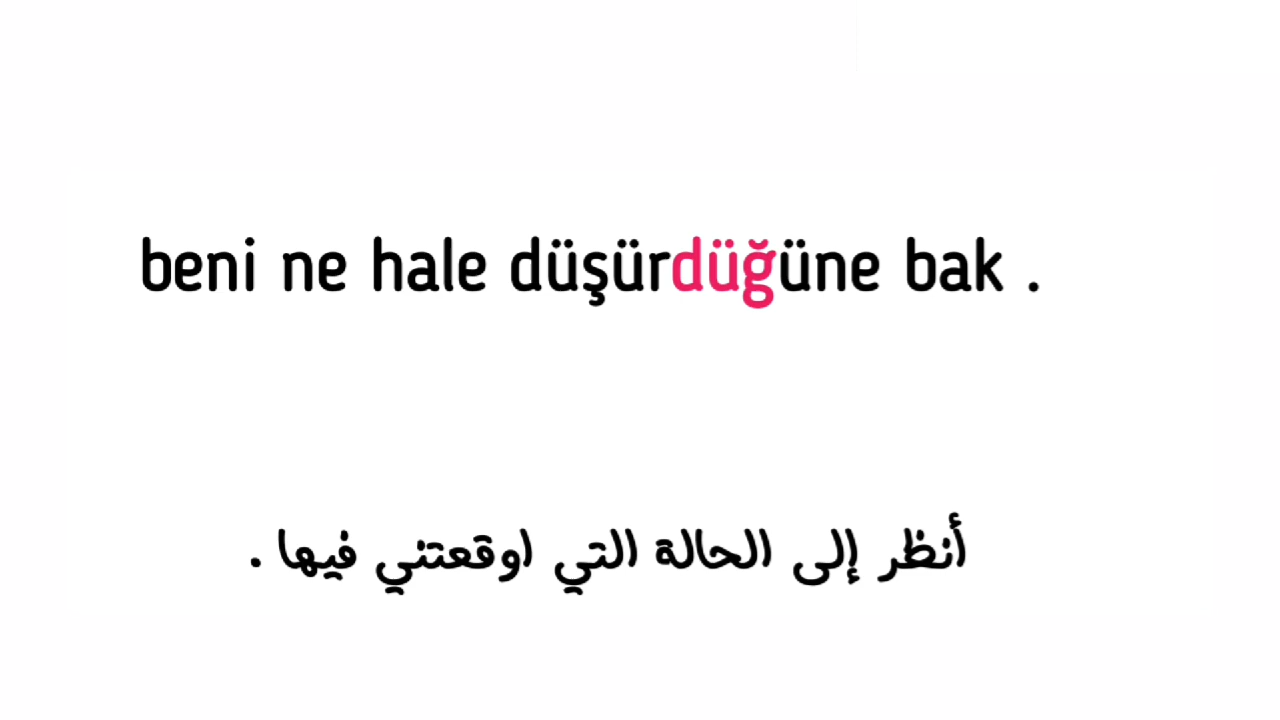 beni ne hale düşürdüğüne bak .
أنظر إلى الحالة التي اوقعتني فيها .